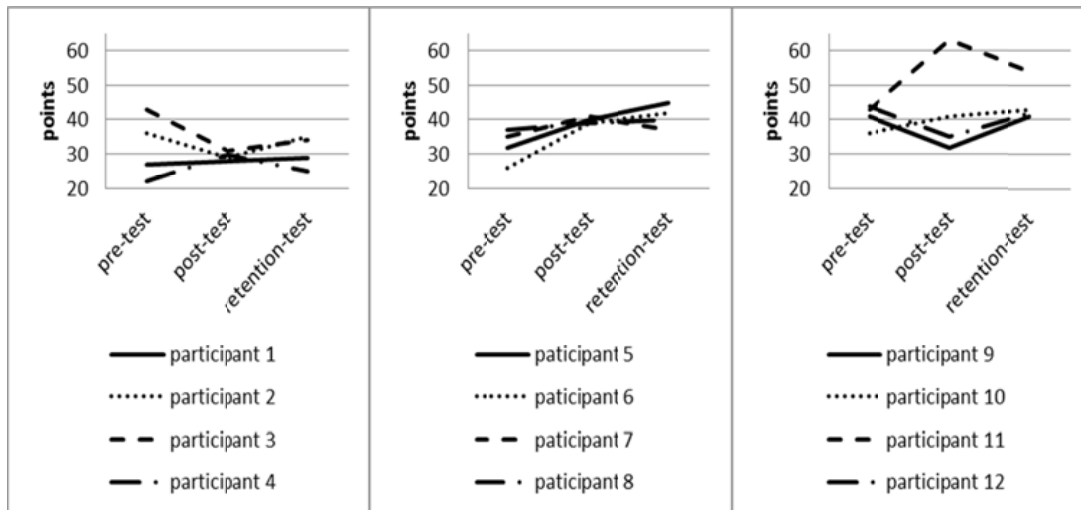 points
60
50
40
30
20
pre-test
post-test
retention-test
participant 1
participant 2
participant 3
participant 4
points
60
50
40
30
20
pre-test
post-test
retercion-test
paticipant 5
paticipant 6
paticipant 7
paticipant 8
points
60
50
40
30
20
pre-test
post-test
retention-test
participant 9
participant 10
participant 11
participant 12